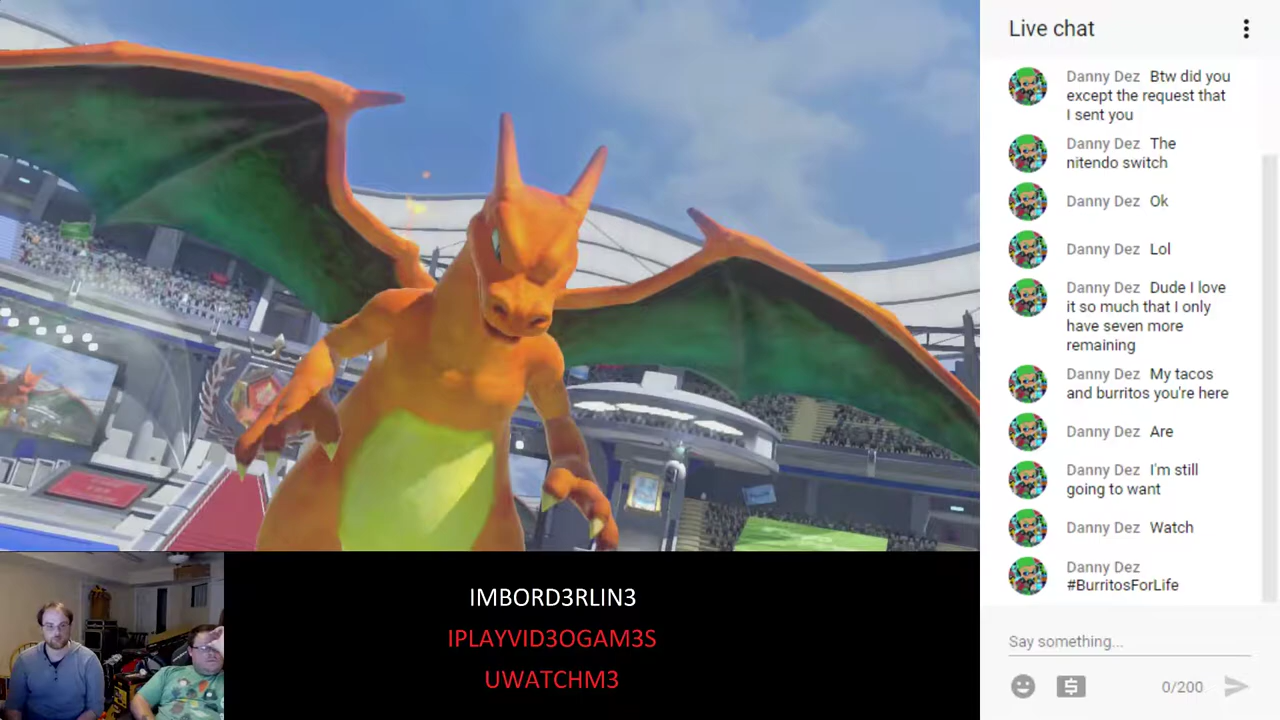 Live chat
Danny Dez Btw did you
except the request that
I sent you
Danny Dez The
nitendo switch
Danny Dez Ok
Danny Dez Lol
Danny Dez Dude I love
it so much that I only
have seven more
remaining
Danny Dez My tacos
and burritos you're here
Danny Dez Are
Danny Dez I'm still
going to want
Danny Dez Watch
Danny Dez
#BurritosForLife
Say something...
0/200
IMBORD3RLIN3
IPLAYVID3OGAM3S
UWATCHM3